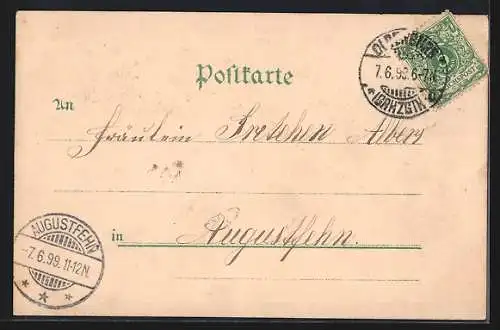 Postkarte
OLDENBURG
7.6.99.6-7N.
An
Fräulein Gretchen Albers
AUGUSTFEHN
-7.6.99.11-12N.
* * *
in Augustfehn.